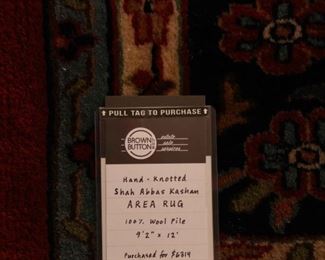 ↑ PULL TAG TO PURCHASE ↑
BROWN BUTTON
estate
sale
services
Hand-Knotted
Shah Abbas Kashan
AREA RUG
100% Wool Pile
9'2" x 12'
Purchased for $6314